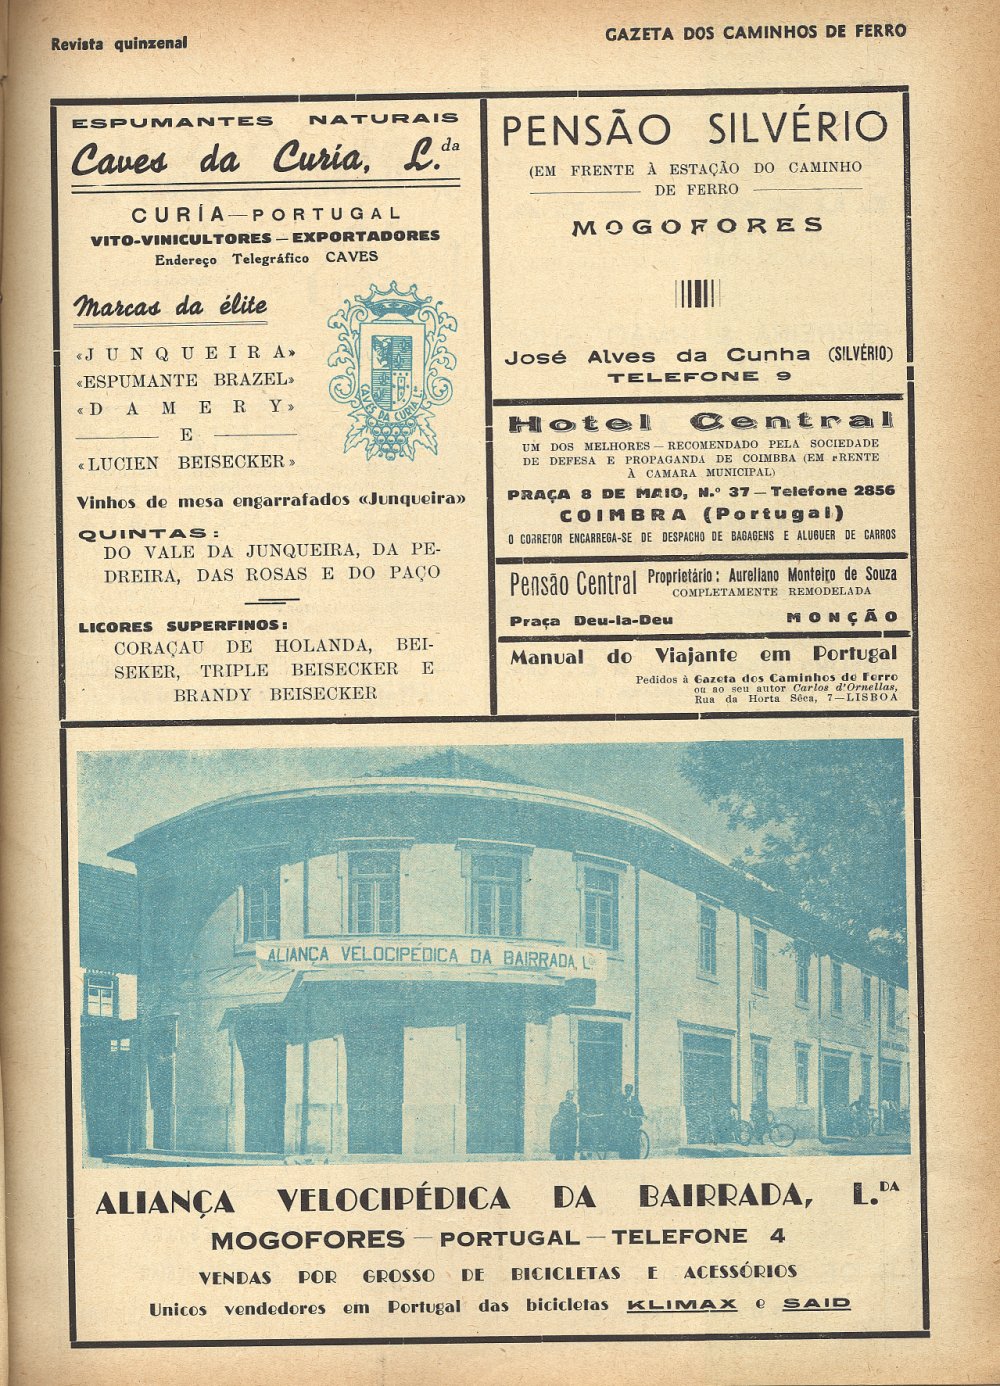 Revista quinzenal
GAZETA DOS CAMINHOS DE FERRO
ESPUMANTES NATURAIS
Caves da Curía, L.da
CURÍA — PORTUGAL
VITO-VINICULTORES — EXPORTADORES
Endereço Telegráfico CAVES
Marcas da élite
«JUNQUEIRA»
«ESPUMANTE BRAZEL»
«DAMERY»
E
«LUCIEN BEISECKER»
CAVES DA CURIA L.da
Vinhos de mesa engarrafados «Junqueira»
QUINTAS:
DO VALE DA JUNQUEIRA, DA PE-
DREIRA, DAS ROSAS E DO PAÇO
LICORES SUPERFINOS:
CORAÇAU DE HOLANDA, BEI-
SEKER, TRIPLE BEISECKER E
BRANDY BEISECKER
PENSÃO SILVÉRIO
(EM FRENTE À ESTAÇÃO DO CAMINHO
DE FERRO
MOGOFORES
José Alves da Cunha (SILVÉRIO)
TELEFONE 9
Hotel Central
UM DOS MELHORES — RECOMENDADO PELA SOCIEDADE
DE DEFESA E PROPAGANDA DE COIMBRA (EM FRENTE
À CAMARA MUNICIPAL)
PRAÇA 8 DE MAIO, N.º 37 — Telefone 2856
COIMBRA (Portugal)
O CORRETOR ENCARREGA-SE DE DESPACHO DE BAGAGENS E ALUGUER DE CARROS
Pensão Central Proprietário: Aureliano Monteiro de Souza
COMPLETAMENTE REMODELADA
Praça Deu-la-Deu MONÇÃO
Manual do Viajante em Portugal
Pedidos à Gazeta dos Caminhos de Ferro
ou ao seu autor Carlos d'Ornellas,
Rua da Horta Sêca, 7 — LISBOA
ALIANÇA VELOCIPÉDICA DA BAIRRADA, L.da
ALIANÇA VELOCIPÉDICA DA BAIRRADA, L.DA
MOGOFORES — PORTUGAL — TELEFONE 4
VENDAS POR GROSSO DE BICICLETAS E ACESSÓRIOS
Unicos vendedores em Portugal das bicicletas KLIMAX e SAID